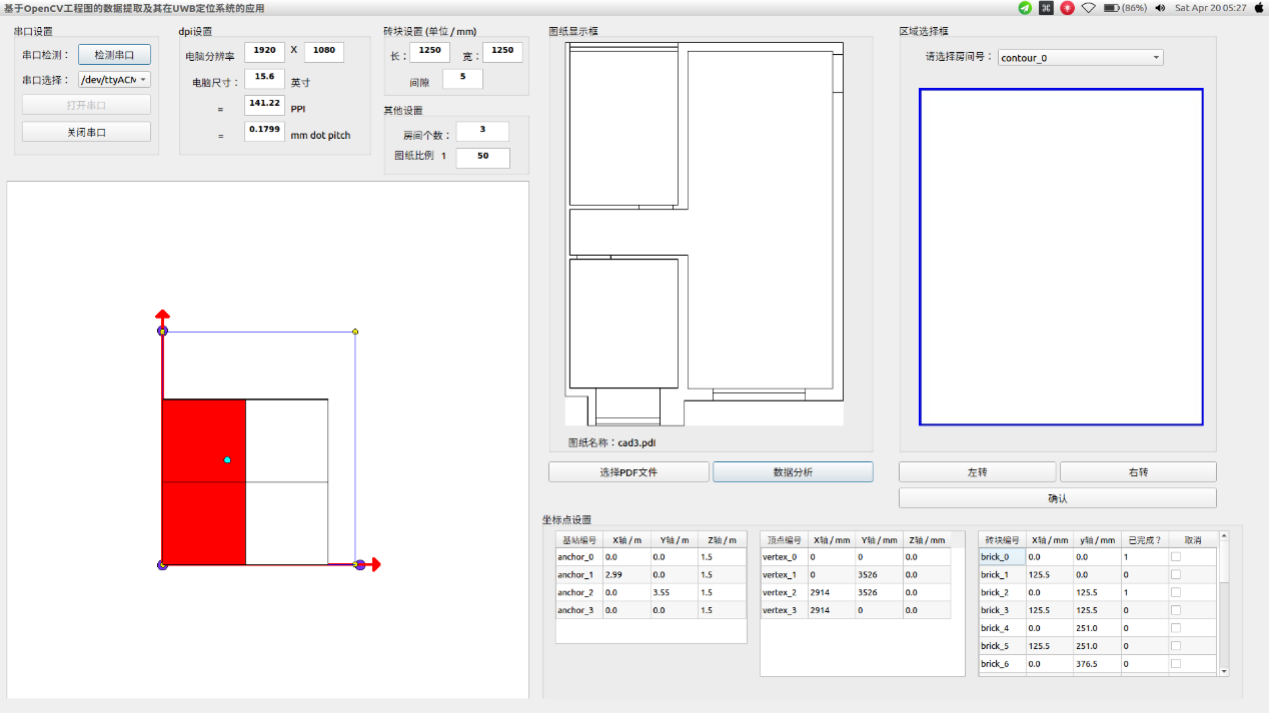 基于OpenCV工程图的数据提取及其在UWB定位系统的应用
(86%)
Sat Apr 20 05:27
串口设置
串口检测：
检测串口
串口选择：
/dev/ttyACM
打开串口
关闭串口
dpi设置
电脑分辨率 1920 X 1080
电脑尺寸： 15.6 英寸
= 141.22 PPI
= 0.1799 mm dot pitch
砖块设置 (单位 / mm)
长： 1250 宽： 1250
间隙 5
其他设置
房间个数： 3
图纸比例 1 50
图纸显示框
图纸名称：cad3.pdf
选择PDF文件
数据分析
区域选择框
请选择房间号： contour_0
左转
右转
确认
坐标点设置
基站编号 X轴 / m Y轴 / m Z轴 / m
anchor_0 0.0 0.0 1.5
anchor_1 2.99 0.0 1.5
anchor_2 0.0 3.55 1.5
anchor_3 0.0 0.0 1.5
顶点编号 X轴 / mm Y轴 / mm Z轴 / mm
vertex_0 0 0 0.0
vertex_1 0 3526 0.0
vertex_2 2914 3526 0.0
vertex_3 2914 0 0.0
砖块编号 X轴 / mm y轴 / mm 已完成？ 取消
brick_0 0.0 0.0 1
brick_1 125.5 0.0 0
brick_2 0.0 125.5 1
brick_3 125.5 125.5 0
brick_4 0.0 251.0 0
brick_5 125.5 251.0 0
brick_6 0.0 376.5 0